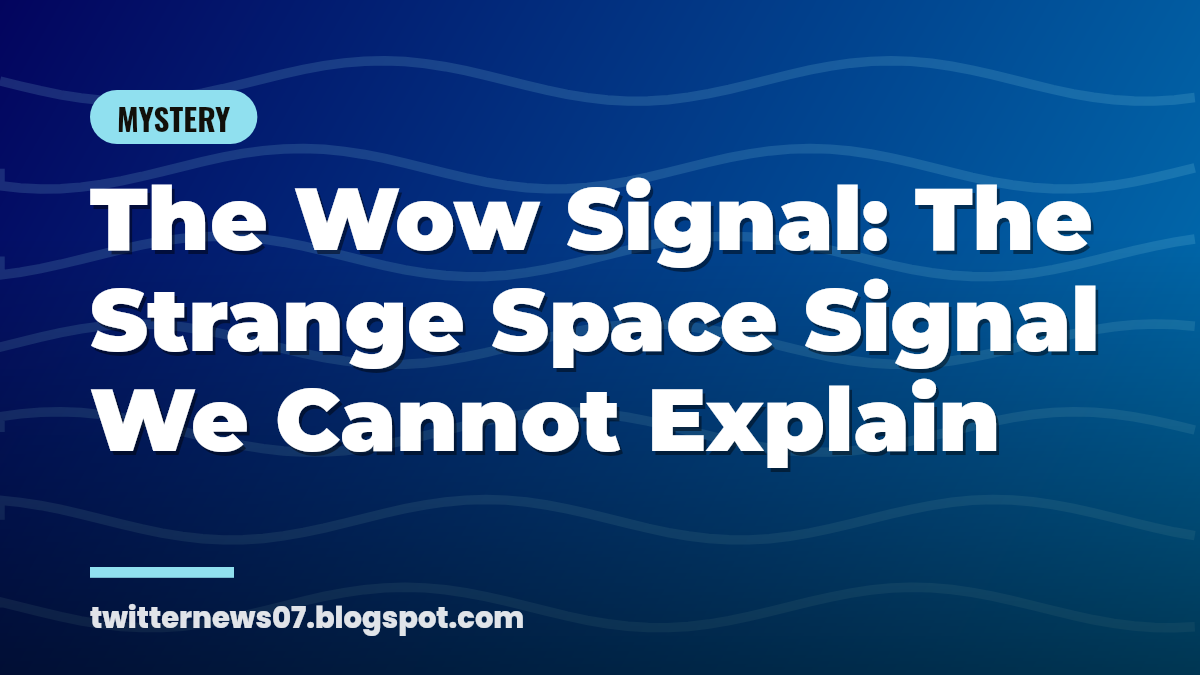 MYSTERY
The Wow Signal: The
Strange Space Signal
We Cannot Explain
twitternews07.blogspot.com